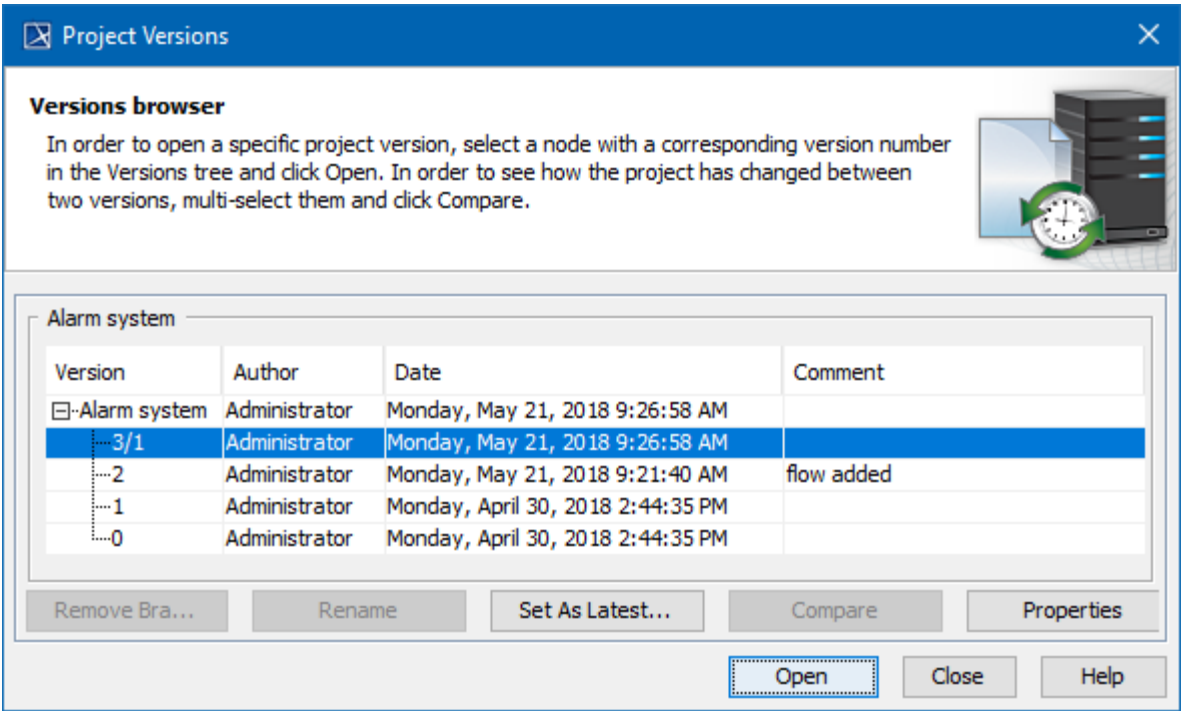 Project Versions
Versions browser
In order to open a specific project version, select a node with a corresponding version number
in the Versions tree and click Open. In order to see how the project has changed between
two versions, multi-select them and click Compare.
Alarm system
Version Author Date Comment
Alarm system Administrator Monday, May 21, 2018 9:26:58 AM
3/1 Administrator Monday, May 21, 2018 9:26:58 AM
2 Administrator Monday, May 21, 2018 9:21:40 AM flow added
1 Administrator Monday, April 30, 2018 2:44:35 PM
0 Administrator Monday, April 30, 2018 2:44:35 PM
Remove Bra... Rename Set As Latest... Compare Properties
Open Close Help